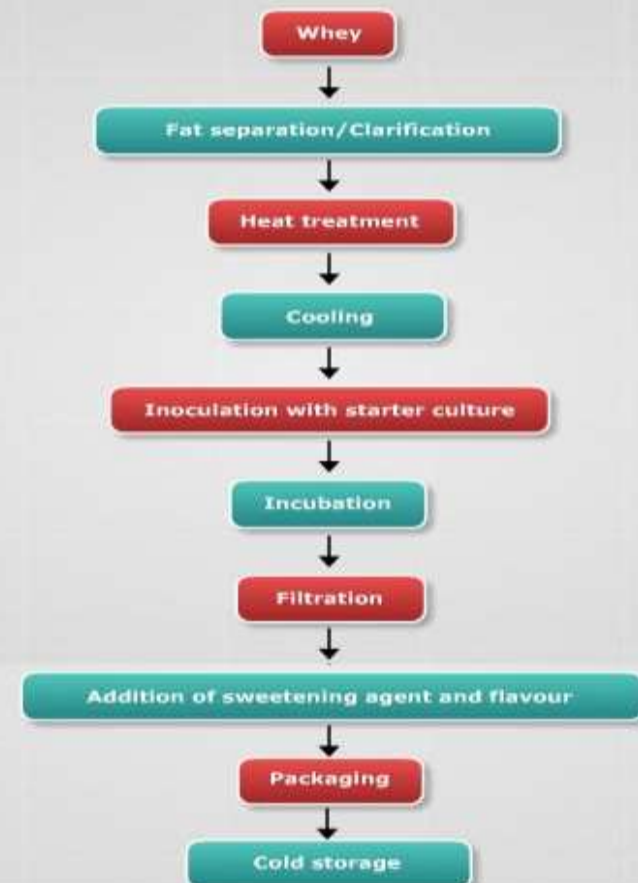 Whey
Fat separation/Clarification
Heat treatment
Cooling
Inoculation with starter culture
Incubation
Filtration
Addition of sweetening agent and flavour
Packaging
Cold storage